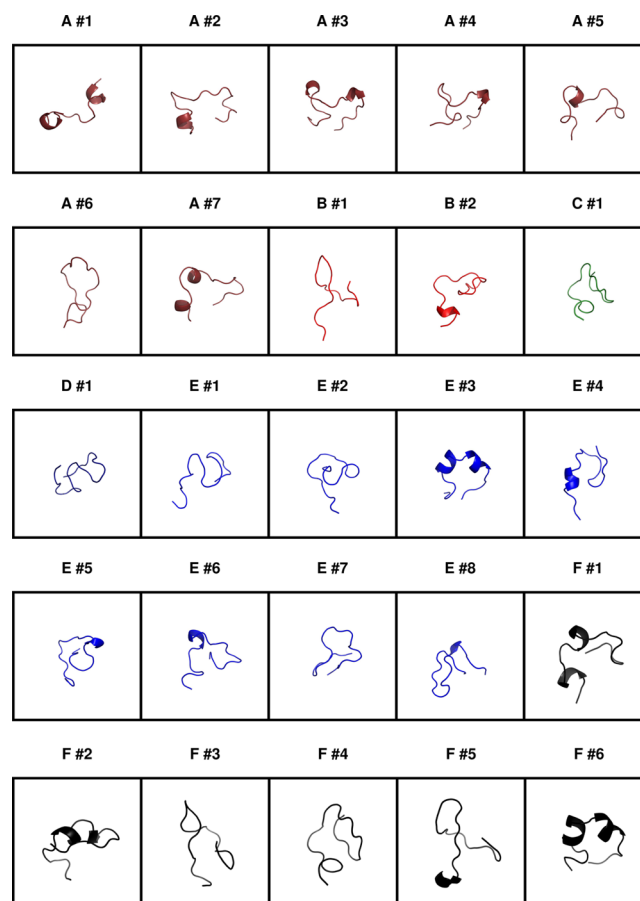 A #1 A #2 A #3 A #4 A #5
A #6 A #7 B #1 B #2 C #1
D #1 E #1 E #2 E #3 E #4
E #5 E #6 E #7 E #8 F #1
F #2 F #3 F #4 F #5 F #6